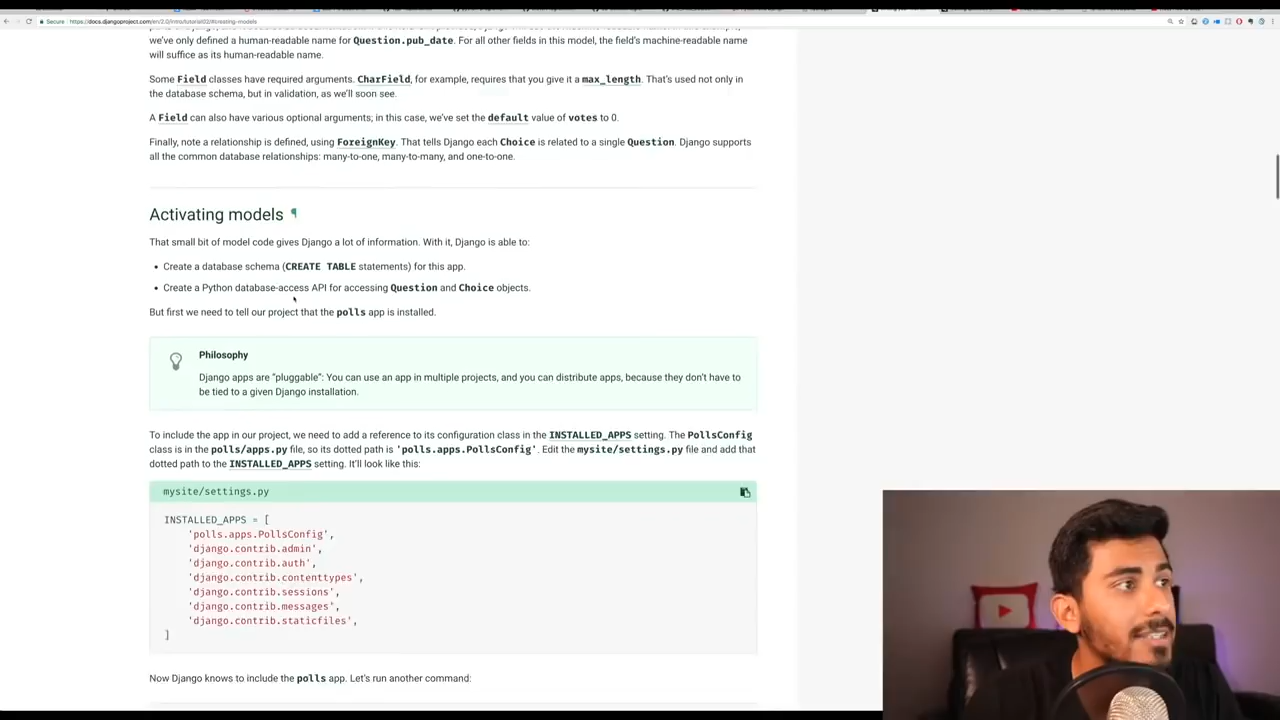 Secure https://docs.djangoproject.com/en/2.0/intro/tutorial02/#creating-models
we've only defined a human-readable name for Question.pub_date. For all other fields in this model, the field's machine-readable name
will suffice as its human-readable name.
Some Field classes have required arguments. CharField, for example, requires that you give it a max_length. That's used not only in
the database schema, but in validation, as we'll soon see.
A Field can also have various optional arguments; in this case, we've set the default value of votes to 0.
Finally, note a relationship is defined, using ForeignKey. That tells Django each Choice is related to a single Question. Django supports
all the common database relationships: many-to-one, many-to-many, and one-to-one.
Activating models ¶
That small bit of model code gives Django a lot of information. With it, Django is able to:
• Create a database schema (CREATE TABLE statements) for this app.
• Create a Python database-access API for accessing Question and Choice objects.
But first we need to tell our project that the polls app is installed.
Philosophy
Django apps are “pluggable”: You can use an app in multiple projects, and you can distribute apps, because they don't have to
be tied to a given Django installation.
To include the app in our project, we need to add a reference to its configuration class in the INSTALLED_APPS setting. The PollsConfig
class is in the polls/apps.py file, so its dotted path is 'polls.apps.PollsConfig'. Edit the mysite/settings.py file and add that
dotted path to the INSTALLED_APPS setting. It'll look like this:
mysite/settings.py
INSTALLED_APPS = [
'polls.apps.PollsConfig',
'django.contrib.admin',
'django.contrib.auth',
'django.contrib.contenttypes',
'django.contrib.sessions',
'django.contrib.messages',
'django.contrib.staticfiles',
]
Now Django knows to include the polls app. Let's run another command: